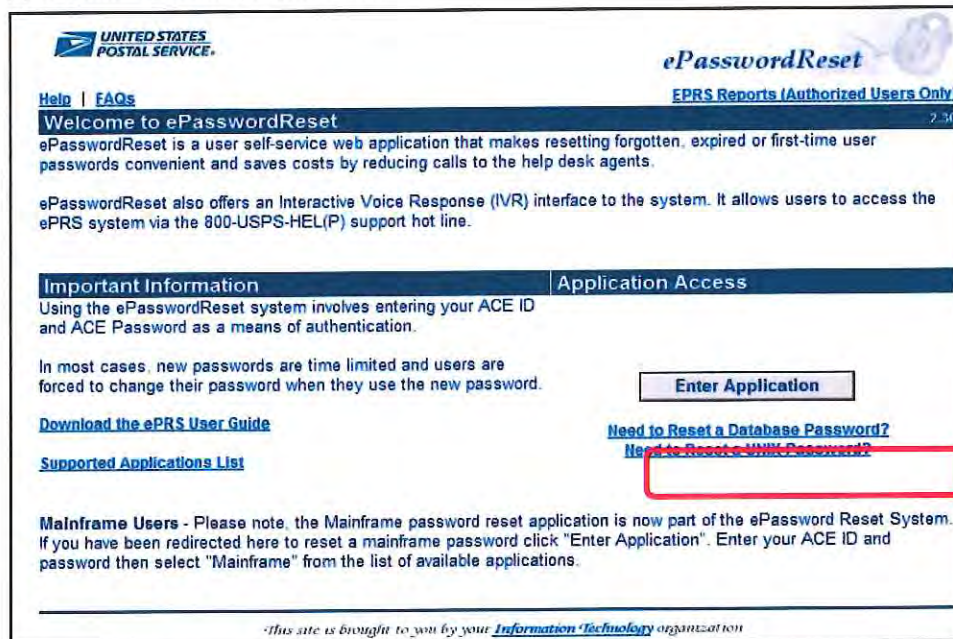 UNITED STATES
POSTAL SERVICE®
ePasswordReset
Help | FAQs
EPRS Reports (Authorized Users Only
Welcome to ePasswordReset
ePasswordReset is a user self-service web application that makes resetting forgotten, expired or first-time user
passwords convenient and saves costs by reducing calls to the help desk agents.
ePasswordReset also offers an Interactive Voice Response (IVR) interface to the system. It allows users to access the
ePRS system via the 800-USPS-HEL(P) support hot line.
Important Information
Using the ePasswordReset system involves entering your ACE ID
and ACE Password as a means of authentication.
In most cases, new passwords are time limited and users are
forced to change their password when they use the new password.
Download the ePRS User Guide
Supported Applications List
Application Access
Enter Application
Need to Reset a Database Password?
Need to Reset a UNIX Password?
Mainframe Users - Please note, the Mainframe password reset application is now part of the ePassword Reset System.
If you have been redirected here to reset a mainframe password click "Enter Application". Enter your ACE ID and
password then select "Mainframe" from the list of available applications.
This site is brought to you by your Information Technology organization